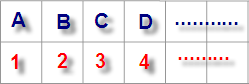 A B C D ...........
1 2 3 4 .........